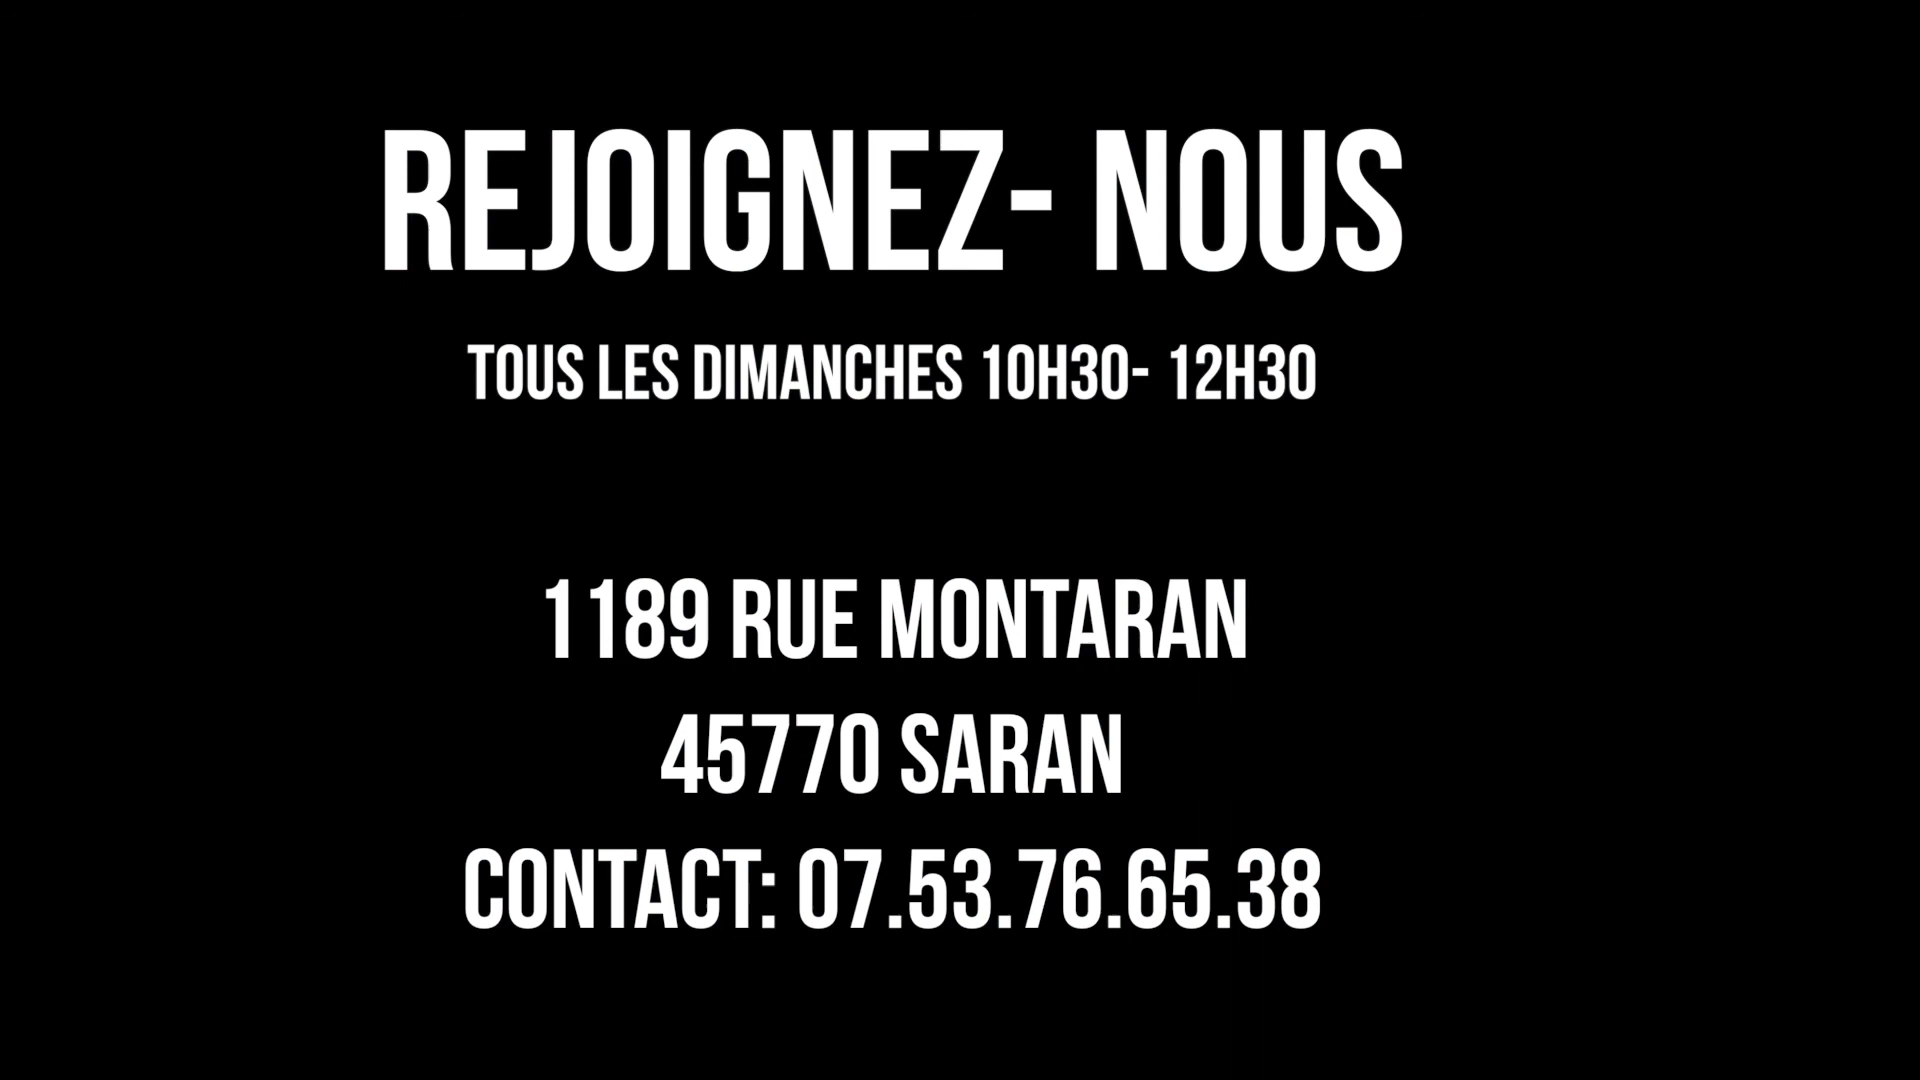 REJOIGNEZ- NOUS
TOUS LES DIMANCHES 10H30- 12H30
1189 RUE MONTARAN
45770 SARAN
CONTACT: 07.53.76.65.38